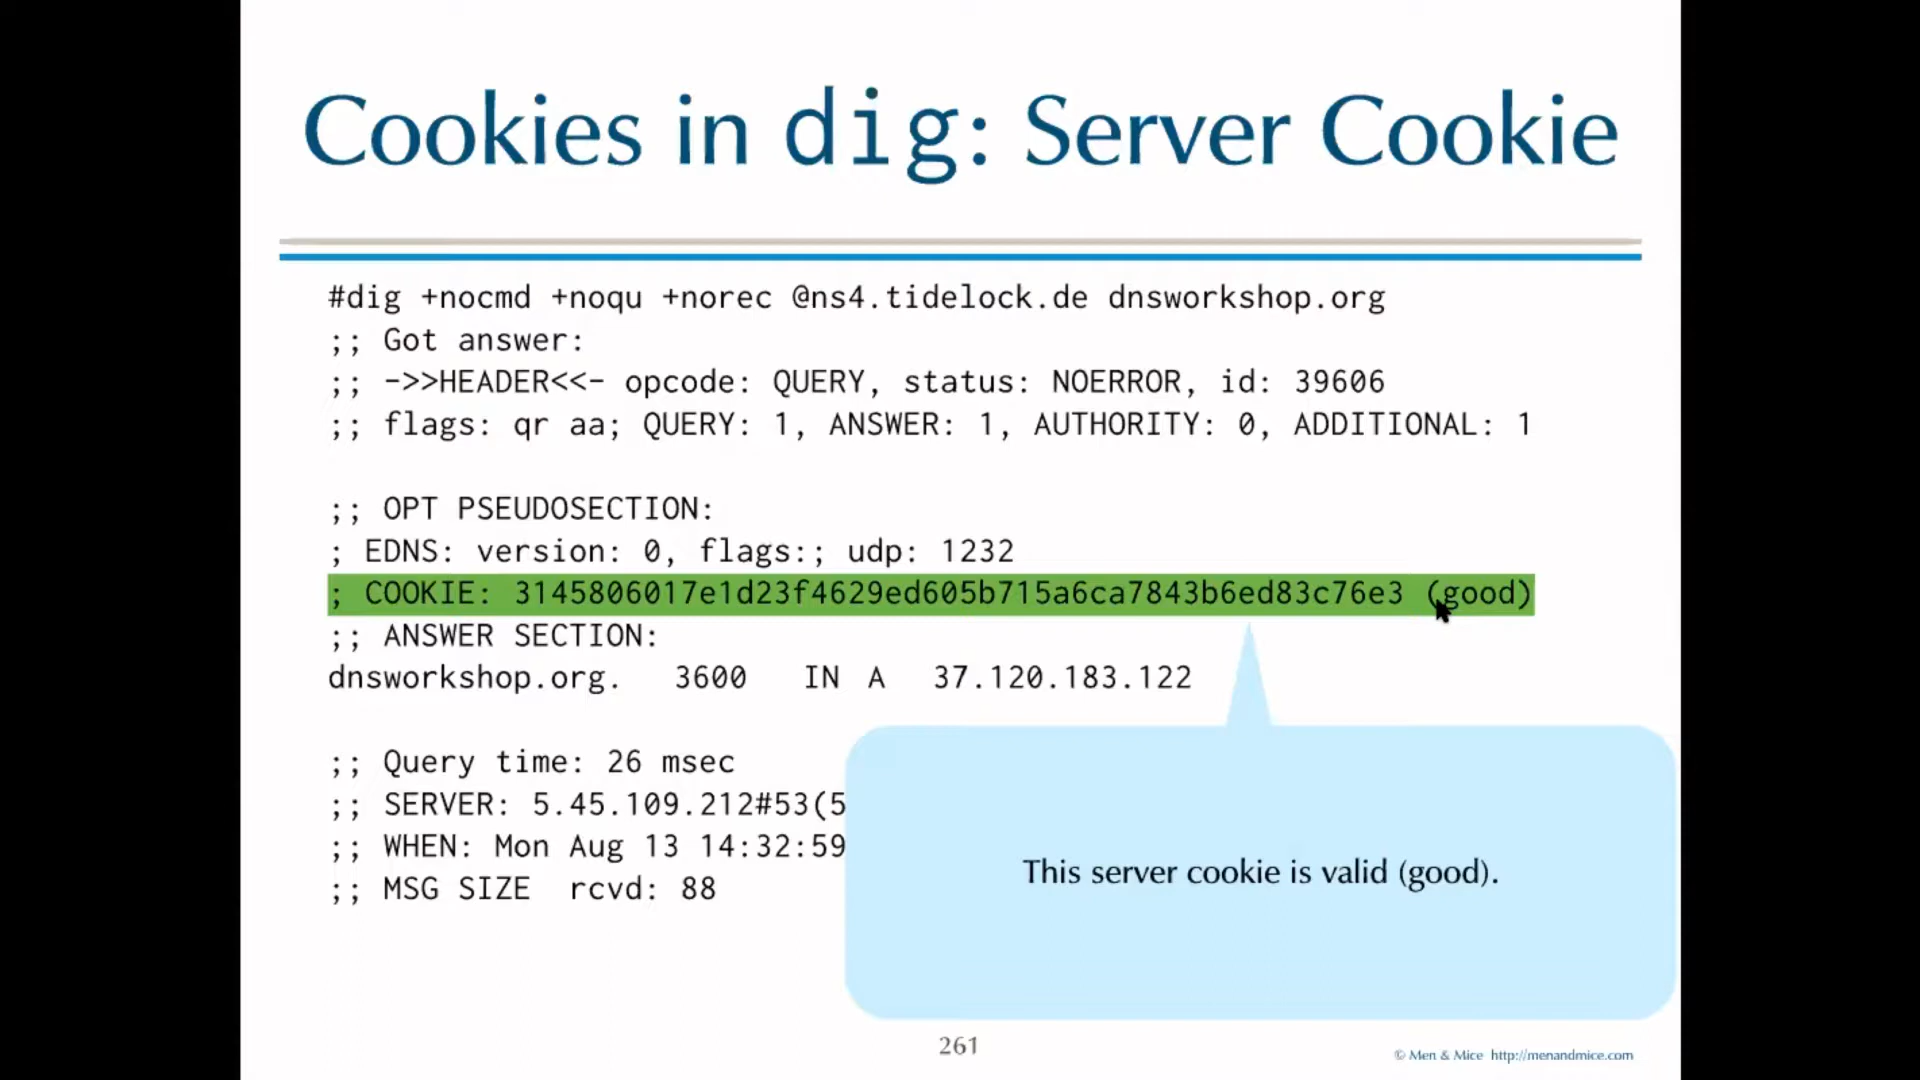 Cookies in dig: Server Cookie
#dig +nocmd +noqu +norec @ns4.tidelock.de dnsworkshop.org
;; Got answer:
;; ->>HEADER<<- opcode: QUERY, status: NOERROR, id: 39606
;; flags: qr aa; QUERY: 1, ANSWER: 1, AUTHORITY: 0, ADDITIONAL: 1
;; OPT PSEUDOSECTION:
; EDNS: version: 0, flags:; udp: 1232
; COOKIE: 3145806017e1d23f4629ed605b715a6ca7843b6ed83c76e3 (good)
;; ANSWER SECTION:
dnsworkshop.org. 3600 IN A 37.120.183.122
;; Query time: 26 msec
;; SERVER: 5.45.109.212#53(5
;; WHEN: Mon Aug 13 14:32:59
;; MSG SIZE rcvd: 88
This server cookie is valid (good).
261
© Men & Mice http://menandmice.com